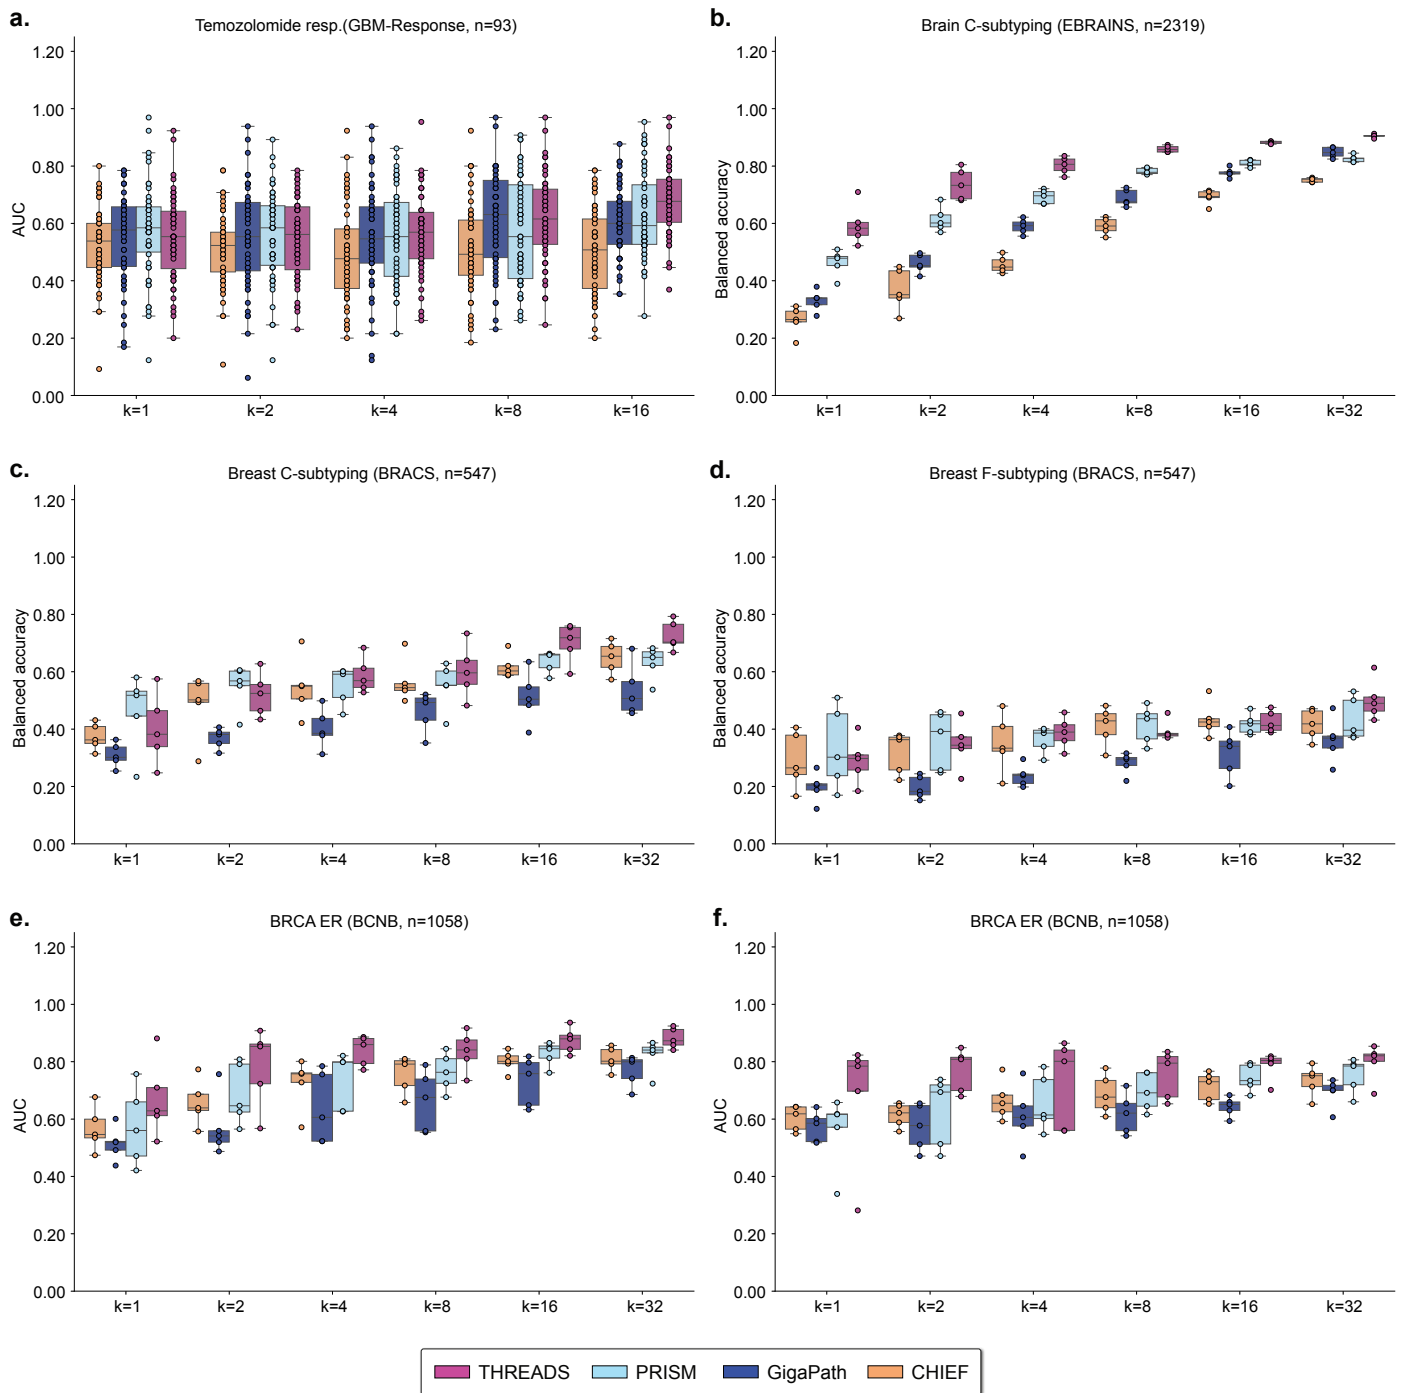 a.
Temozolomide resp.(GBM-Response, n=93)
1.20
1.00
0.80
0.60
0.40
0.20
0.00
AUC
k=1 k=2 k=4 k=8 k=16
b.
Brain C-subtyping (EBRAINS, n=2319)
1.20
1.00
0.80
0.60
0.40
0.20
0.00
Balanced accuracy
k=1 k=2 k=4 k=8 k=16 k=32
c.
Breast C-subtyping (BRACS, n=547)
1.20
1.00
0.80
0.60
0.40
0.20
0.00
Balanced accuracy
k=1 k=2 k=4 k=8 k=16 k=32
d.
Breast F-subtyping (BRACS, n=547)
1.20
1.00
0.80
0.60
0.40
0.20
0.00
Balanced accuracy
k=1 k=2 k=4 k=8 k=16 k=32
e.
BRCA ER (BCNB, n=1058)
1.20
1.00
0.80
0.60
0.40
0.20
0.00
AUC
k=1 k=2 k=4 k=8 k=16 k=32
f.
BRCA ER (BCNB, n=1058)
1.20
1.00
0.80
0.60
0.40
0.20
0.00
AUC
k=1 k=2 k=4 k=8 k=16 k=32
THREADS PRISM GigaPath CHIEF